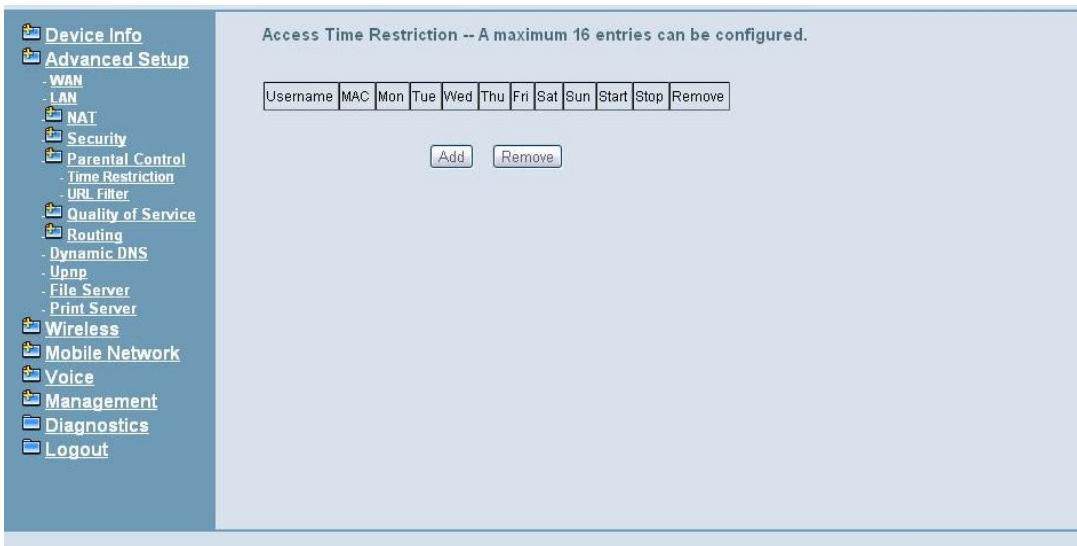 Device Info
Advanced Setup
- WAN
- LAN
NAT
Security
Parental Control
- Time Restriction
- URL Filter
Quality of Service
Routing
- Dynamic DNS
- Upnp
- File Server
- Print Server
Wireless
Mobile Network
Voice
Management
Diagnostics
Logout
Access Time Restriction -- A maximum 16 entries can be configured.
Username MAC Mon Tue Wed Thu Fri Sat Sun Start Stop Remove
Add Remove